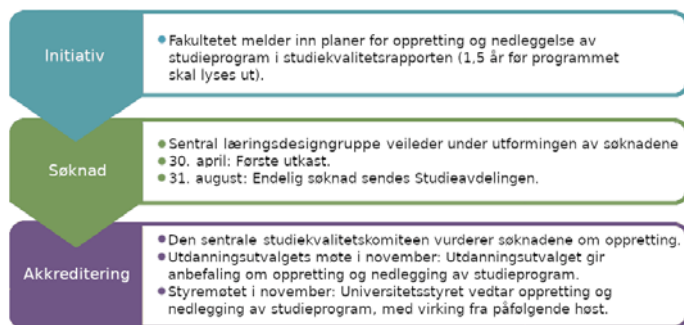 Initiativ
• Fakultetet melder inn planer for oppretting og nedleggelse av
studieprogram i studiekvalitetsrapporten (1,5 år før programmet
skal lyses ut).
Søknad
• Sentral læringsdesigngruppe veileder under utformingen av søknadene
• 30. april: Første utkast.
• 31. august: Endelig søknad sendes Studieavdelingen.
Akkreditering
• Den sentrale studiekvalitetskomiteen vurderer søknadene om oppretting.
• Utdanningsutvalgets møte i november: Utdanningsutvalget gir
anbefaling om oppretting og nedlegging av studieprogram.
• Styremøtet i november: Universitetsstyret vedtar oppretting og
nedlegging av studieprogram, med virking fra påfølgende høst.